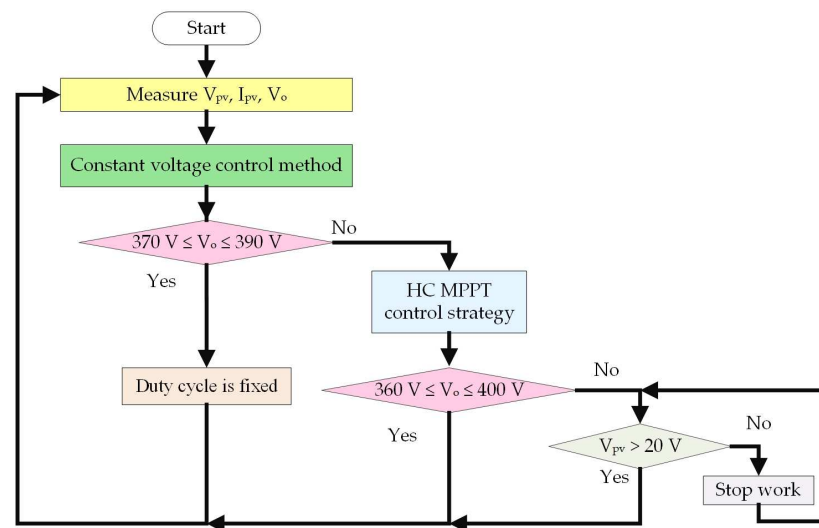 Start
Measure Vpv, Ipv, Vo
Constant voltage control method
370 V ≤ Vo ≤ 390 V
No
Yes
HC MPPT
control strategy
Duty cycle is fixed
360 V ≤ Vo ≤ 400 V
No
Yes
Vpv > 20 V
No
Yes
Stop work